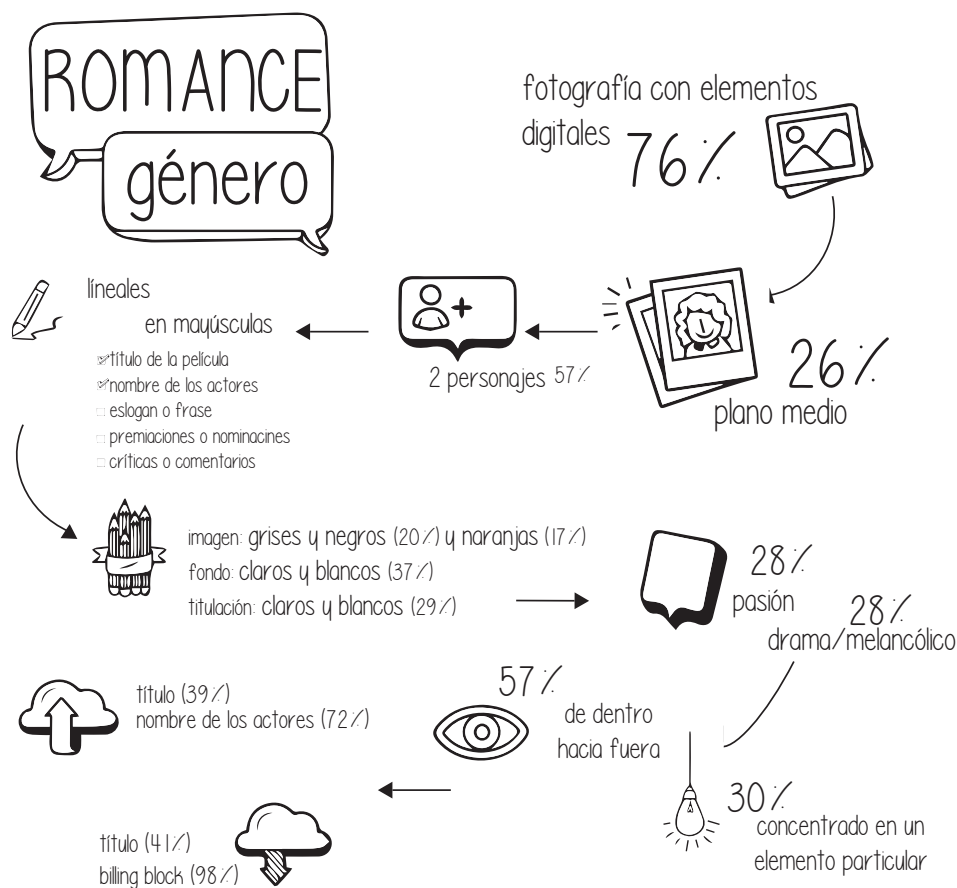 ROMANCE
género
fotografía con elementos
digitales 76%
26%
plano medio
2 personajes 57%
líneales
en mayúsculas
título de la película
nombre de los actores
eslogan o frase
premiaciones o nominacines
críticas o comentarios
imagen: grises y negros (20%) y naranjas (17%)
fondo: claros y blancos (37%)
titulación: claros y blancos (29%)
28%
pasión
28%
drama/melancólico
30%
concentrado en un
elemento particular
57%
de dentro
hacia fuera
título (39%)
nombre de los actores (72%)
título (41%)
billing block (98%)